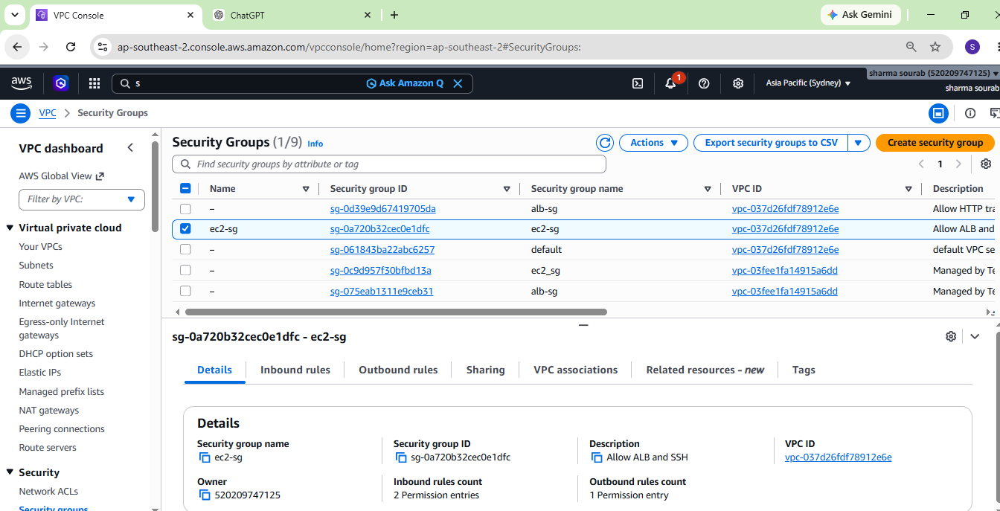 VPC Console
ChatGPT
Ask Gemini
ap-southeast-2.console.aws.amazon.com/vpcconsole/home?region=ap-southeast-2#SecurityGroups:
S
aws
s
Ask Amazon Q
1
Asia Pacific (Sydney)
sharma sourab (520209747125)
sharma sourab
VPC
Security Groups
VPC dashboard
AWS Global View
Filter by VPC:
Virtual private cloud
Your VPCs
Subnets
Route tables
Internet gateways
Egress-only Internet
gateways
DHCP option sets
Elastic IPs
Managed prefix lists
NAT gateways
Peering connections
Route servers
Security
Network ACLs
Security groups
Security Groups (1/9) Info
Actions
Export security groups to CSV
Create security group
Find security groups by attribute or tag
1
Name Security group ID Security group name VPC ID Description
– sg-0d39e9d67419705da alb-sg vpc-037d26fdf78912e6e Allow HTTP tra
ec2-sg sg-0a720b32cec0e1dfc ec2-sg vpc-037d26fdf78912e6e Allow ALB and
– sg-061843ba22abc6257 default vpc-037d26fdf78912e6e default VPC se
– sg-0c9d957f30bfbd13a ec2_sg vpc-03fee1fa14915a6dd Managed by Te
– sg-075eab1311e9ceb31 alb-sg vpc-03fee1fa14915a6dd Managed by Te
sg-0a720b32cec0e1dfc - ec2-sg
Details Inbound rules Outbound rules Sharing VPC associations Related resources - new Tags
Details
Security group name Security group ID Description VPC ID
ec2-sg sg-0a720b32cec0e1dfc Allow ALB and SSH vpc-037d26fdf78912e6e
Owner Inbound rules count Outbound rules count
520209747125 2 Permission entries 1 Permission entry